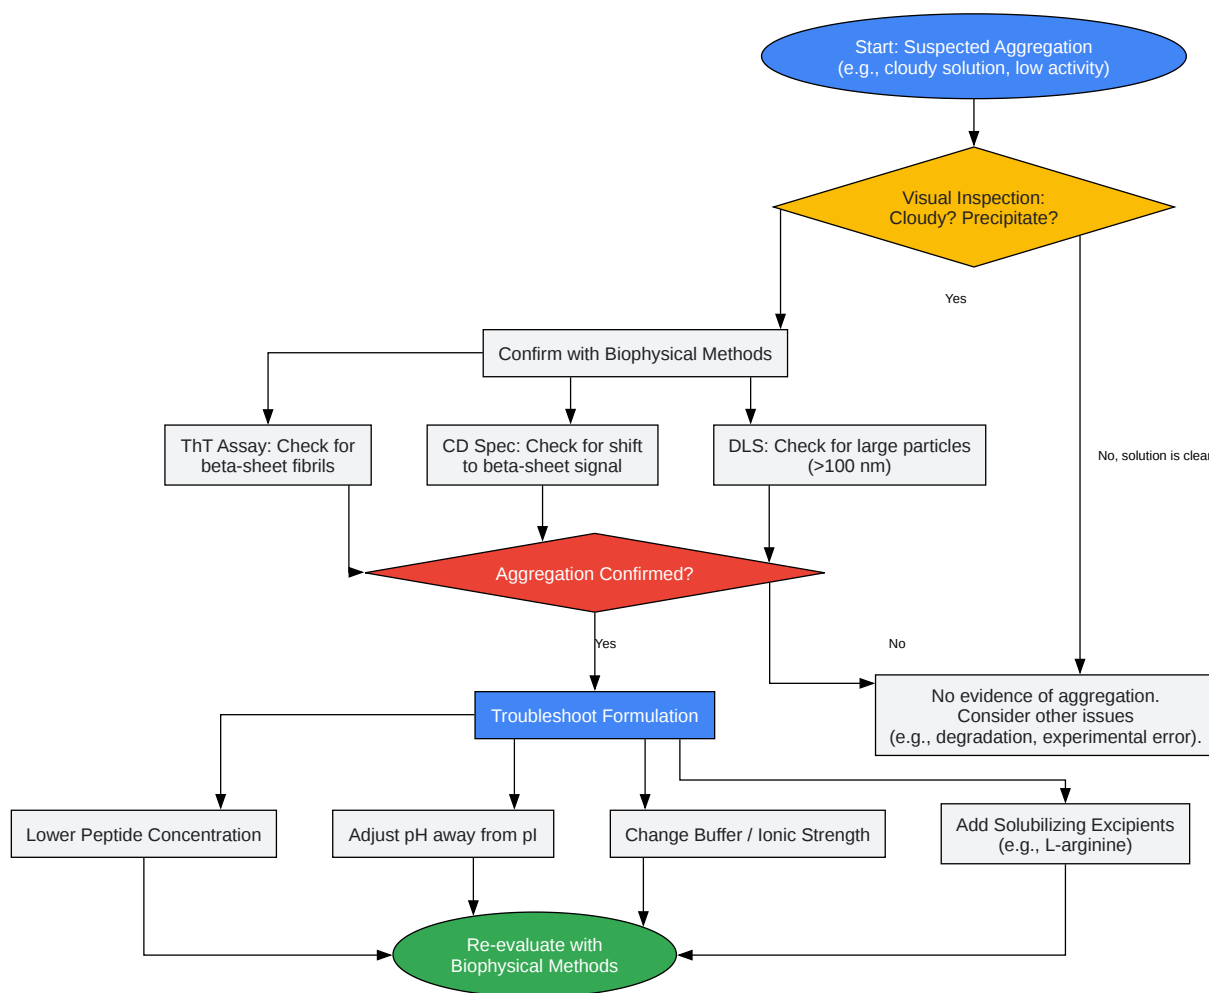 Start: Suspected Aggregation
(e.g., cloudy solution, low activity)
Visual Inspection:
Cloudy? Precipitate?
Yes
Confirm with Biophysical Methods
ThT Assay: Check for
beta-sheet fibrils
CD Spec: Check for shift
to beta-sheet signal
DLS: Check for large particles
(>100 nm)
No, solution is clear
Aggregation Confirmed?
Yes
No
No evidence of aggregation.
Consider other issues
(e.g., degradation, experimental error).
Troubleshoot Formulation
Lower Peptide Concentration
Adjust pH away from pI
Change Buffer / Ionic Strength
Add Solubilizing Excipients
(e.g., L-arginine)
Re-evaluate with
Biophysical Methods